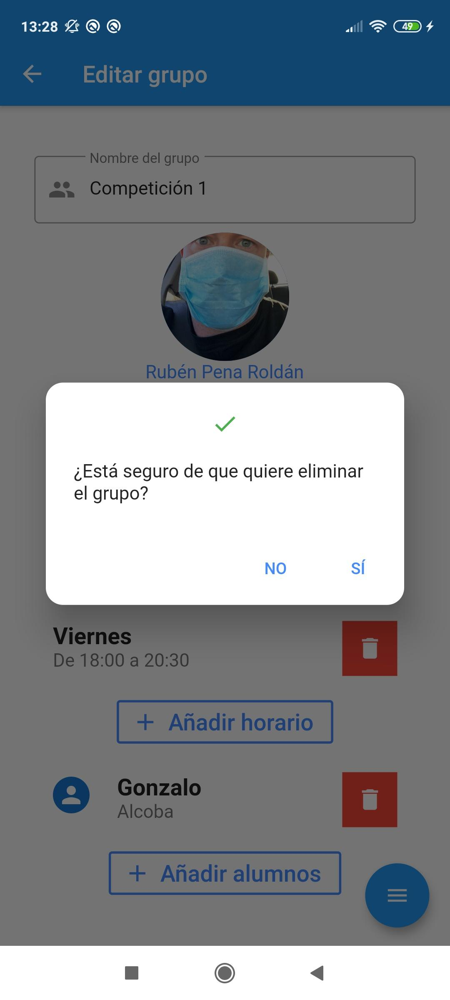 13:28
49
Editar grupo
Nombre del grupo
Competición 1
Rubén Pena Roldán
¿Está seguro de que quiere eliminar
el grupo?
NO
SÍ
Viernes
De 18:00 a 20:30
Añadir horario
Gonzalo
Alcoba
Añadir alumnos